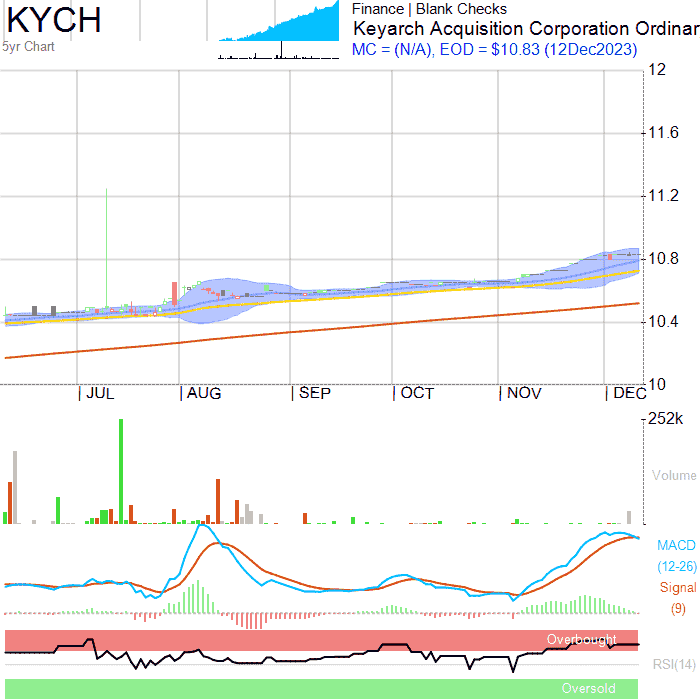 KYCH
5yr Chart
Finance | Blank Checks
Keyarch Acquisition Corporation Ordinar
MC = (N/A), EOD = $10.83 (12Dec2023)
12
11.6
11.2
10.8
10.4
10
JUL AUG SEP OCT NOV DEC
252k
Volume
MACD
(12-26)
Signal
(9)
Overbought
RSI(14)
Oversold